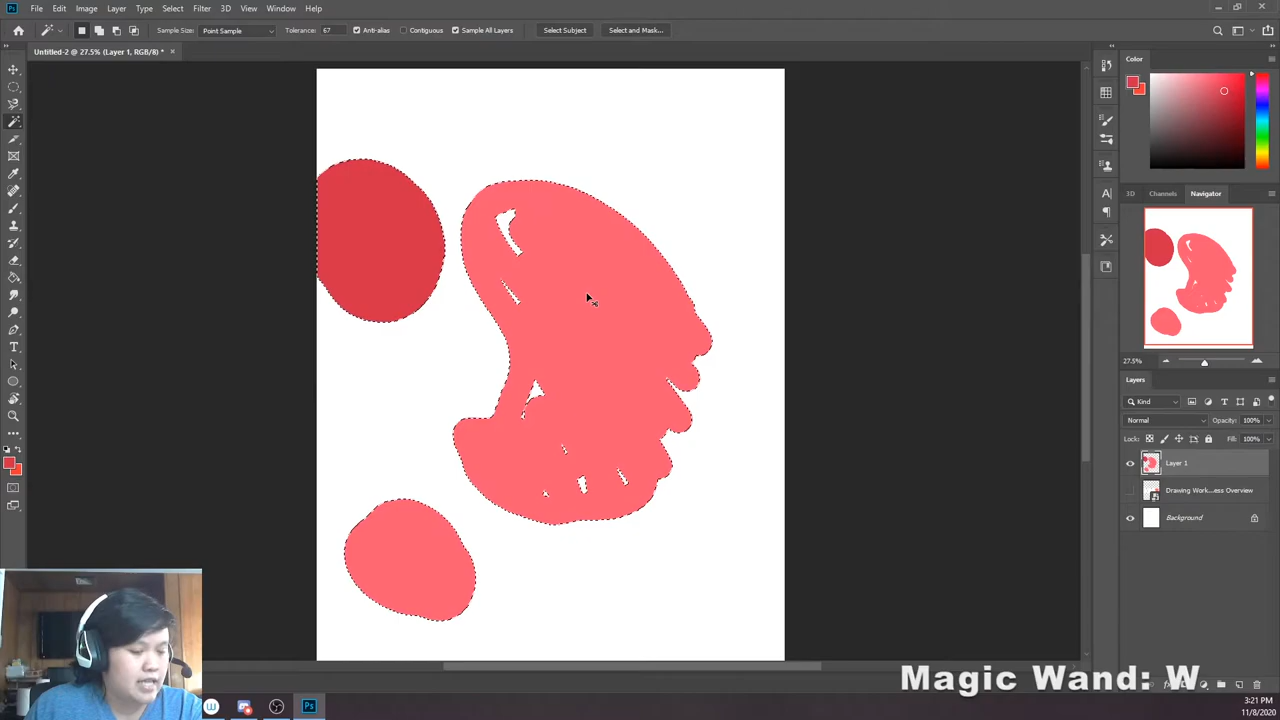 File Edit Image Layer Type Select Filter 3D View Window Help
Sample Size: Point Sample Tolerance: 67 Anti-alias Contiguous Sample All Layers Select Subject Select and Mask...
Untitled-2 @ 27.5% (Layer 1, RGB/8) *
Color
3D Channels Navigator
27.5%
Layers
Kind
Normal Opacity: 100%
Lock: Fill: 100%
Layer 1
Drawing Work...ess Overview
Background
Magic Wand: W
3:21 PM
11/8/2020